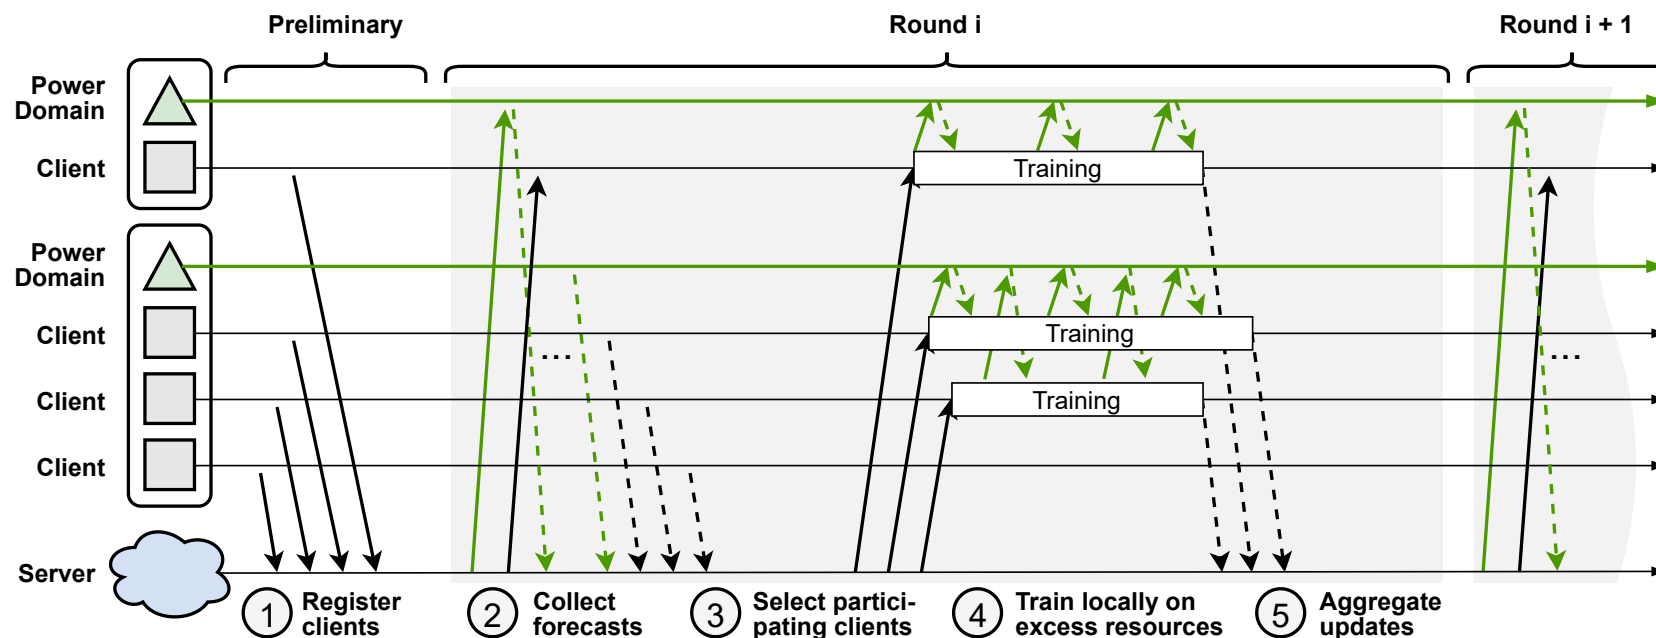 Preliminary
Round i
Round i + 1
Power
Domain
Client
Training
Power
Domain
Client
Training
...
...
Client
Training
Client
Server
1 Register
clients
2 Collect
forecasts
3 Select partici-
pating clients
4 Train locally on
excess resources
5 Aggregate
updates